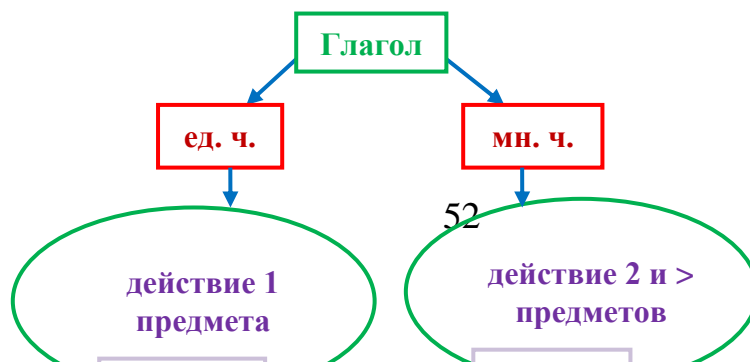 Глагол
ед. ч.
мн. ч.
52
действие 1
предмета
действие 2 и >
предметов